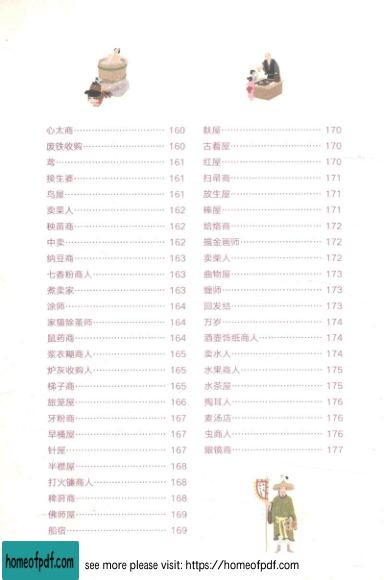 心太商 160
废铁收购 160
鸢 161
接生婆 161
鸟屋 161
卖菜人 162
秧苗商 162
中卖 162
纳豆商 163
七香粉商人 163
煮卖家 163
涂师 164
家猫除蚤师 164
鼠药商 164
浆衣糊商人 165
炉灰收购人 165
梯子商 165
旅笼屋 166
牙粉商 167
早桶屋 167
针屋 167
半襟屋 168
打火镰商人 168
稗莳商 168
佛师屋 169
船宿 169
麸屋 170
古着屋 170
红屋 170
扫帚商 171
放生屋 171
棒屋 171
焙烙商 172
描金画师 172
卖柴人 172
曲物屋 173
缠师 173
回发结 173
万岁 174
酒壶饰纸商人 174
卖水人 174
水果商人 175
水茶屋 175
掏耳人 176
麦汤店 176
虫商人 176
眼镜商 177
homeofpdf.com
see more please visit: https://homeofpdf.com